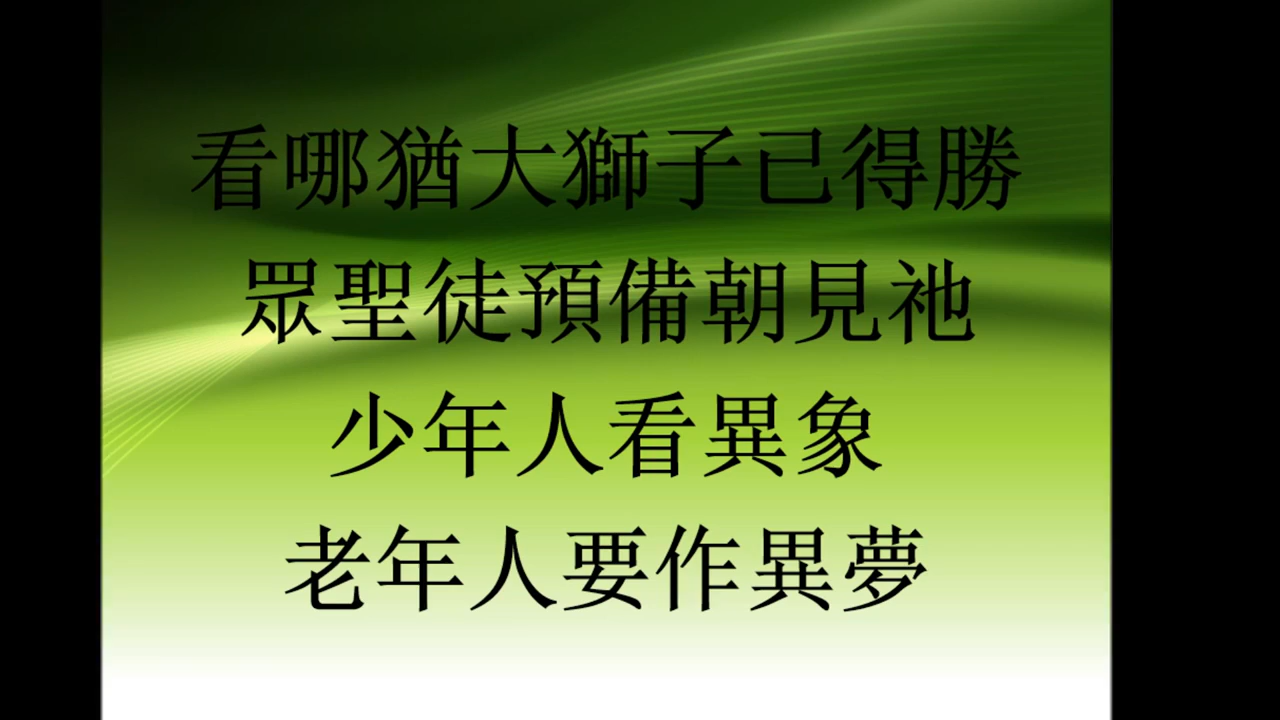 看哪猶大獅子已得勝
眾聖徒預備朝見祂
少年人看異象
老年人要作異夢